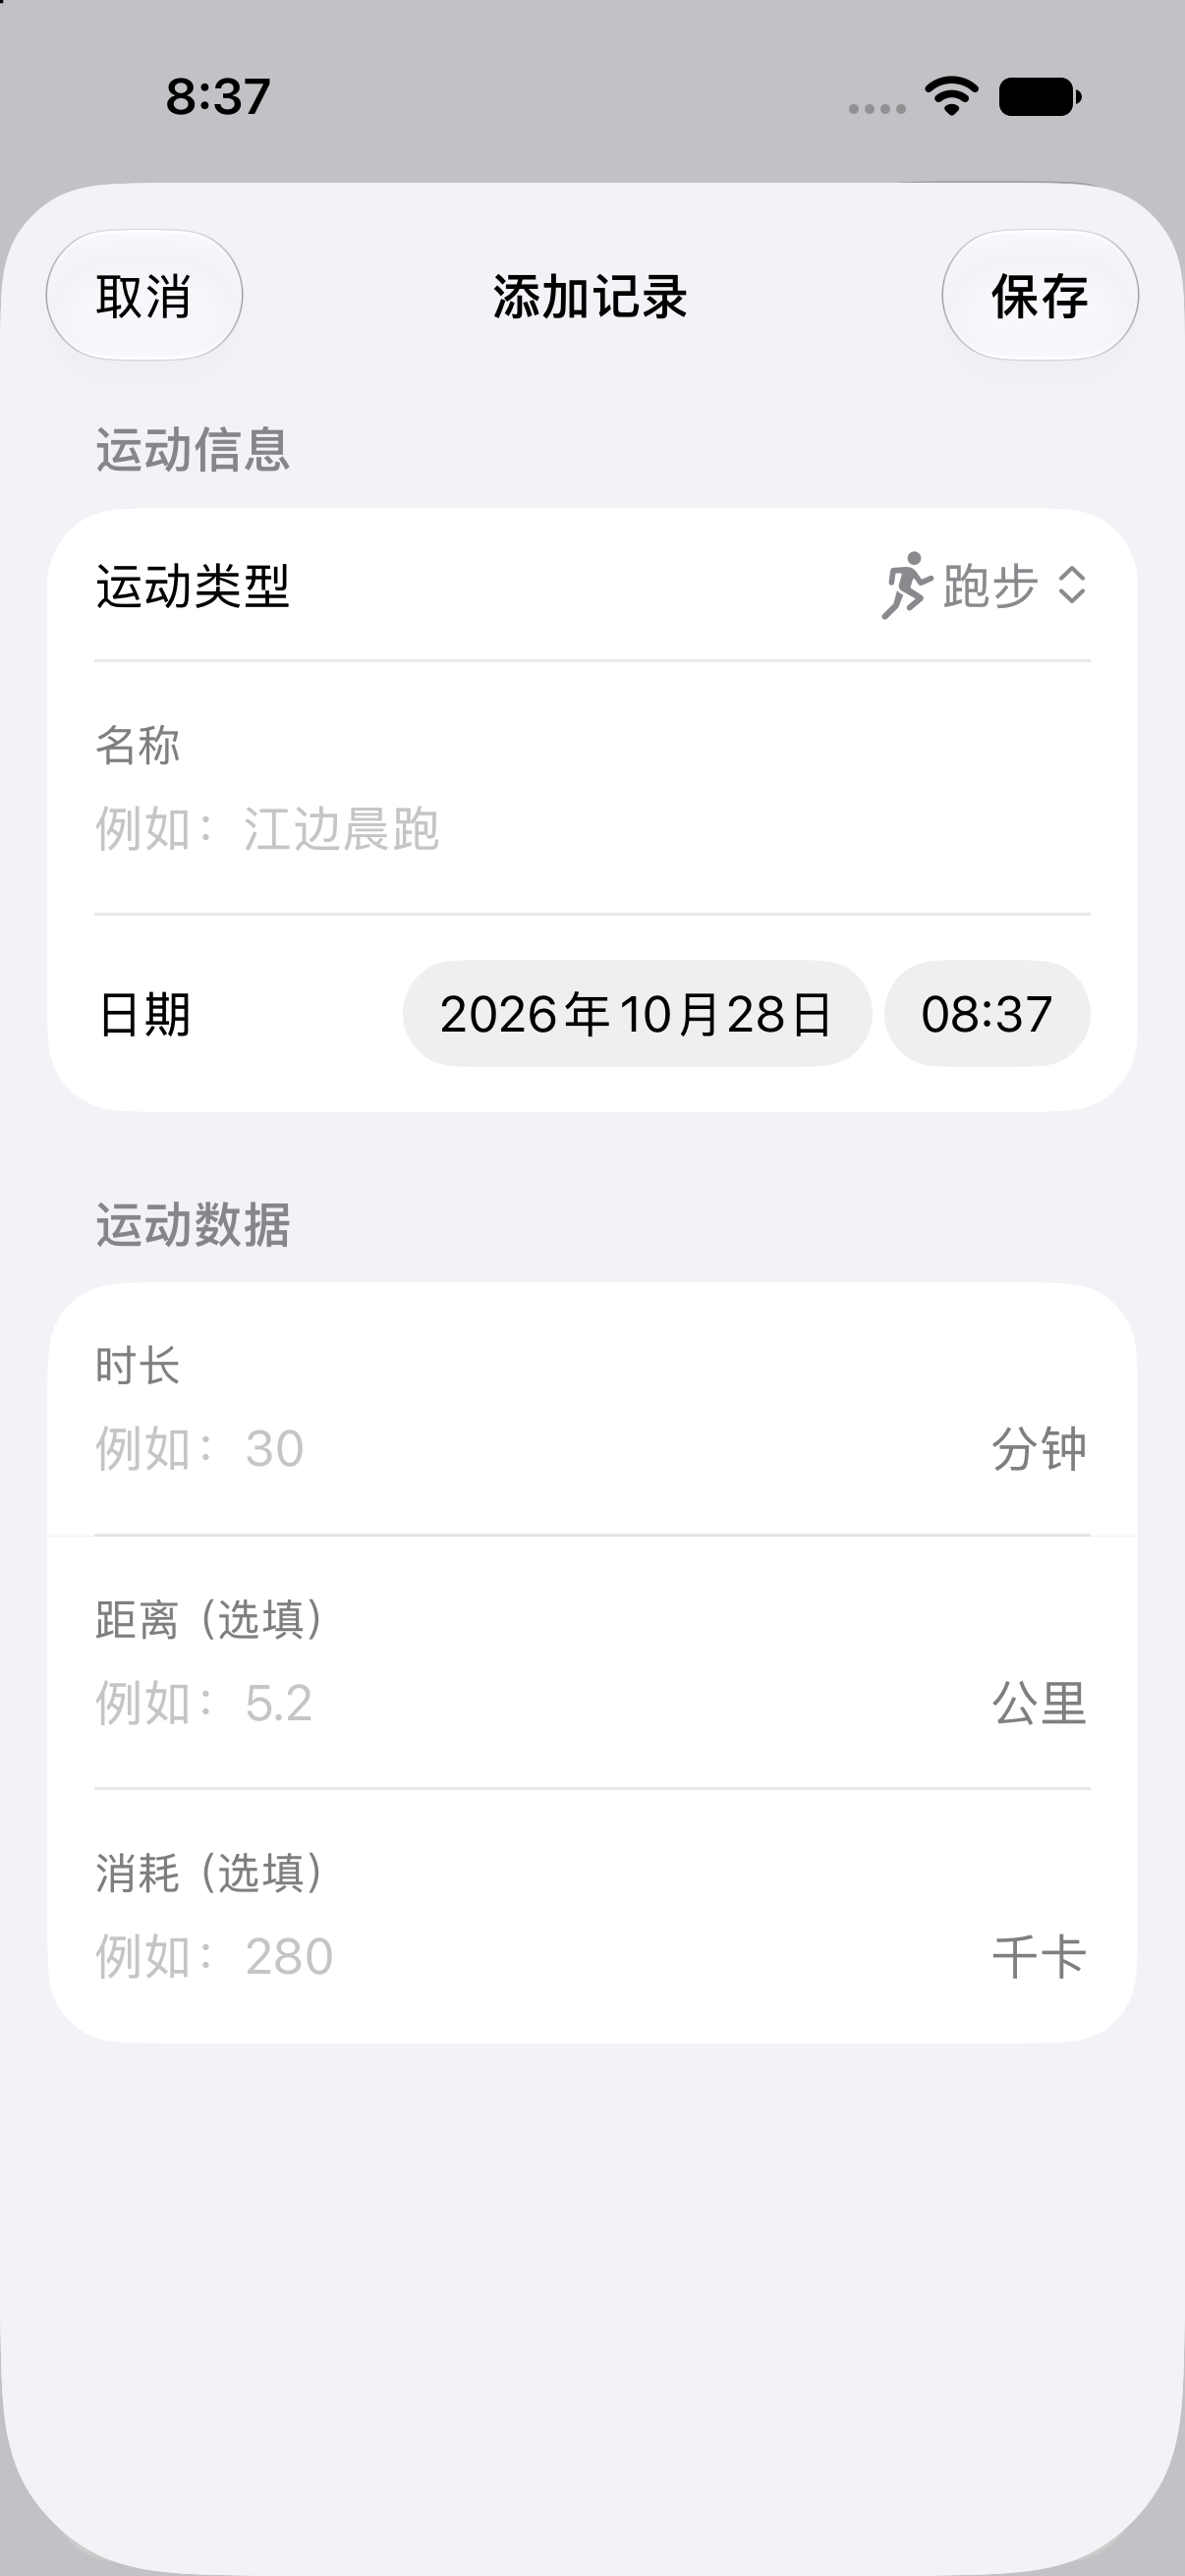 8:37
取消 添加记录 保存
运动信息
运动类型 跑步
名称
例如：江边晨跑
日期 2026年10月28日 08:37
运动数据
时长
例如：30 分钟
距离（选填）
例如：5.2 公里
消耗（选填）
例如：280 千卡